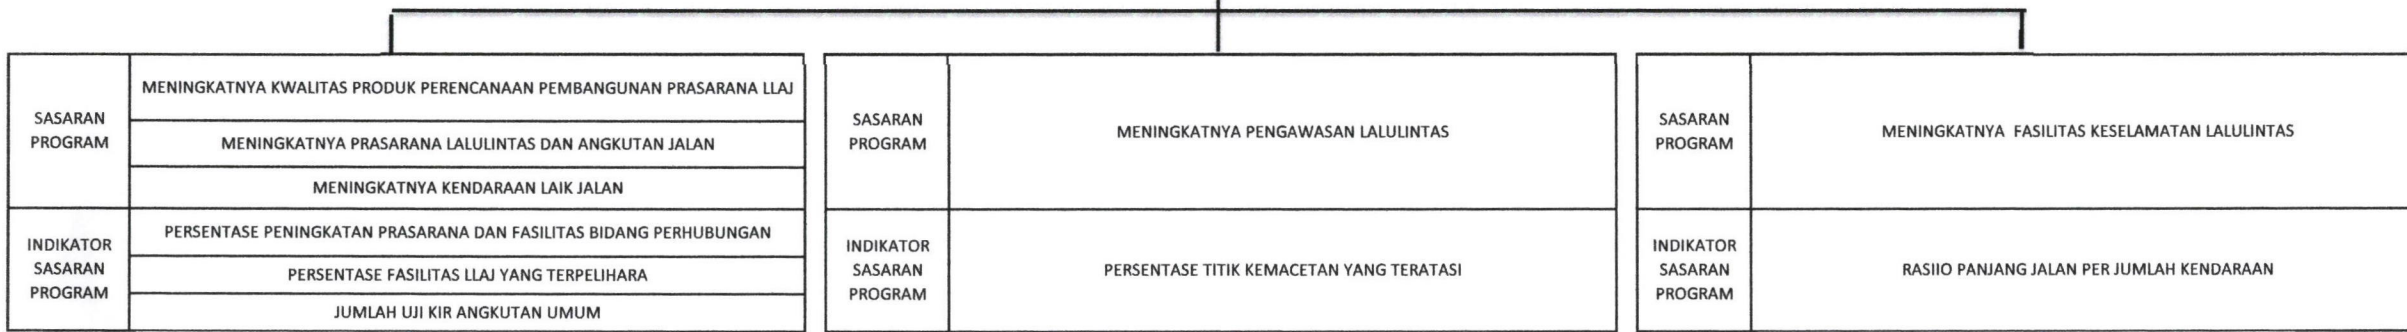 SASARAN
PROGRAM
MENINGKATNYA KWALITAS PRODUK PERENCANAAN PEMBANGUNAN PRASARANA LLAJ
MENINGKATNYA PRASARANA LALULINTAS DAN ANGKUTAN JALAN
MENINGKATNYA KENDARAAN LAIK JALAN
INDIKATOR
SASARAN
PROGRAM
PERSENTASE PENINGKATAN PRASARANA DAN FASILITAS BIDANG PERHUBUNGAN
PERSENTASE FASILITAS LLAJ YANG TERPELIHARA
JUMLAH UJI KIR ANGKUTAN UMUM
SASARAN
PROGRAM
MENINGKATNYA PENGAWASAN LALULINTAS
INDIKATOR
SASARAN
PROGRAM
PERSENTASE TITIK KEMACETAN YANG TERATASI
SASARAN
PROGRAM
MENINGKATNYA FASILITAS KESELAMATAN LALULINTAS
INDIKATOR
SASARAN
PROGRAM
RASIIO PANJANG JALAN PER JUMLAH KENDARAAN